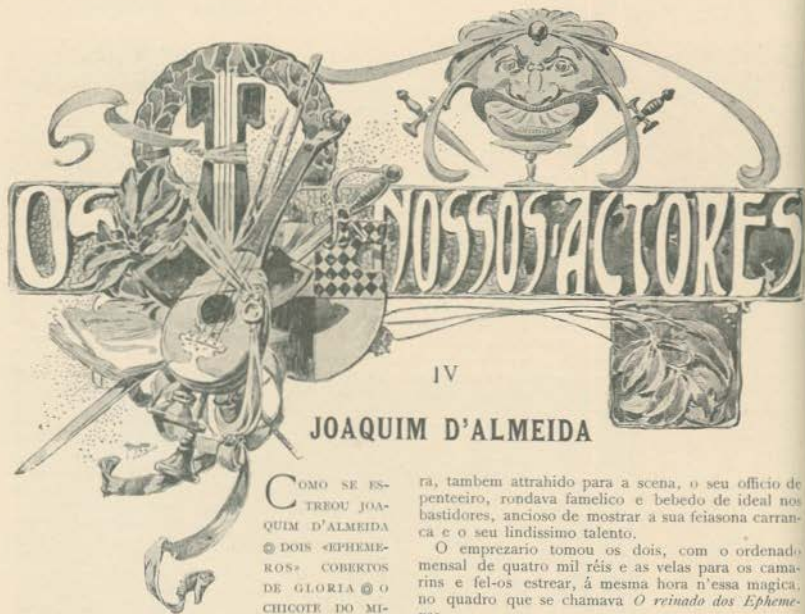 OS NOSSOS ACTORES
IV
JOAQUIM D'ALMEIDA
COMO SE ES-
TREOU JOA-
QUIM D'ALMEIDA
@ DOIS «EPHEME-
ROS» COBERTOS
DE GLORIA @ O
CHICOTE DO MI-
ra, tambem attrahido para a scena, o seu officio de
penteeiro, rondava famelico e bebedo de ideal nos
bastidores, ancioso de mostrar a sua feiasona carran-
ca e o seu lindissimo talento.
O emprezario tomou os dois, com o ordenado
mensal de quatro mil réis e as velas para os cama-
rins e fel-os estrear, á mesma hora n'essa magica,
no quadro que se chamava O reinado dos Epheme-